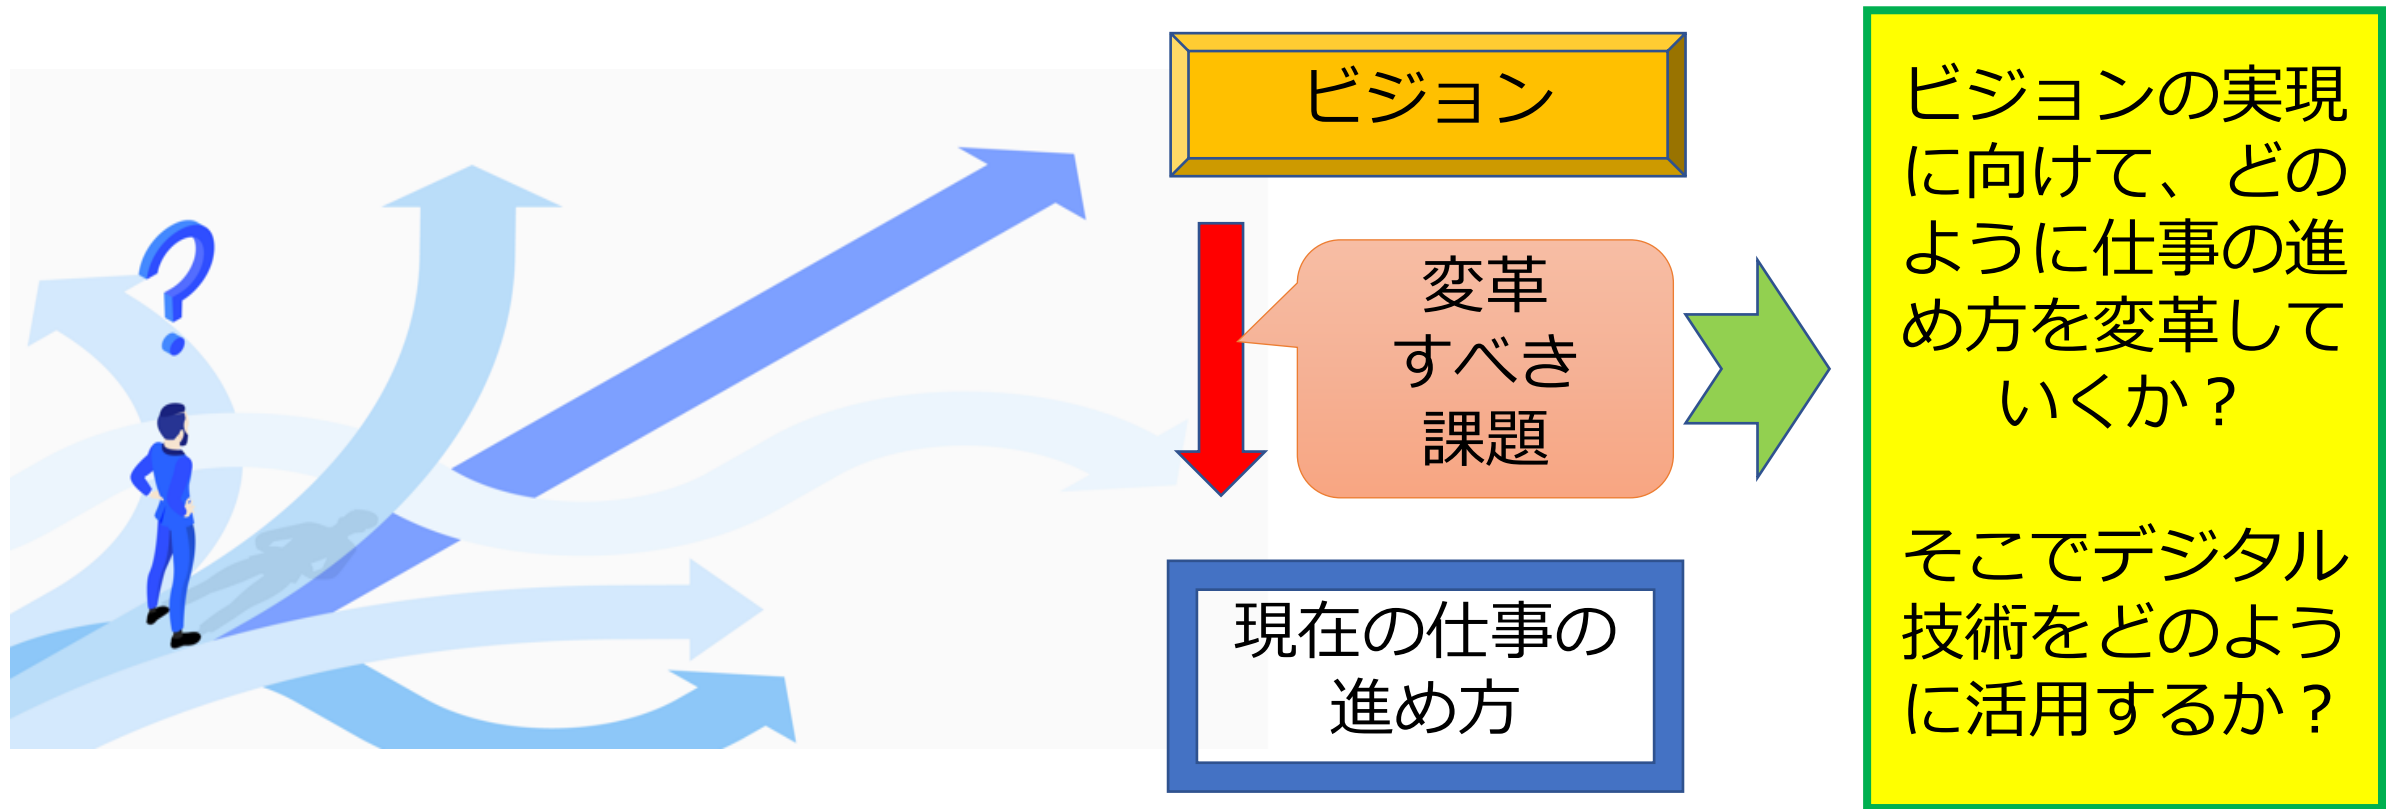 ビジョン
変革
すべき
課題
現在の仕事の
進め方
ビジョンの実現
に向けて、どの
ように仕事の進
め方を変革して
いくか？
そこでデジタル
技術をどのよう
に活用するか？
?